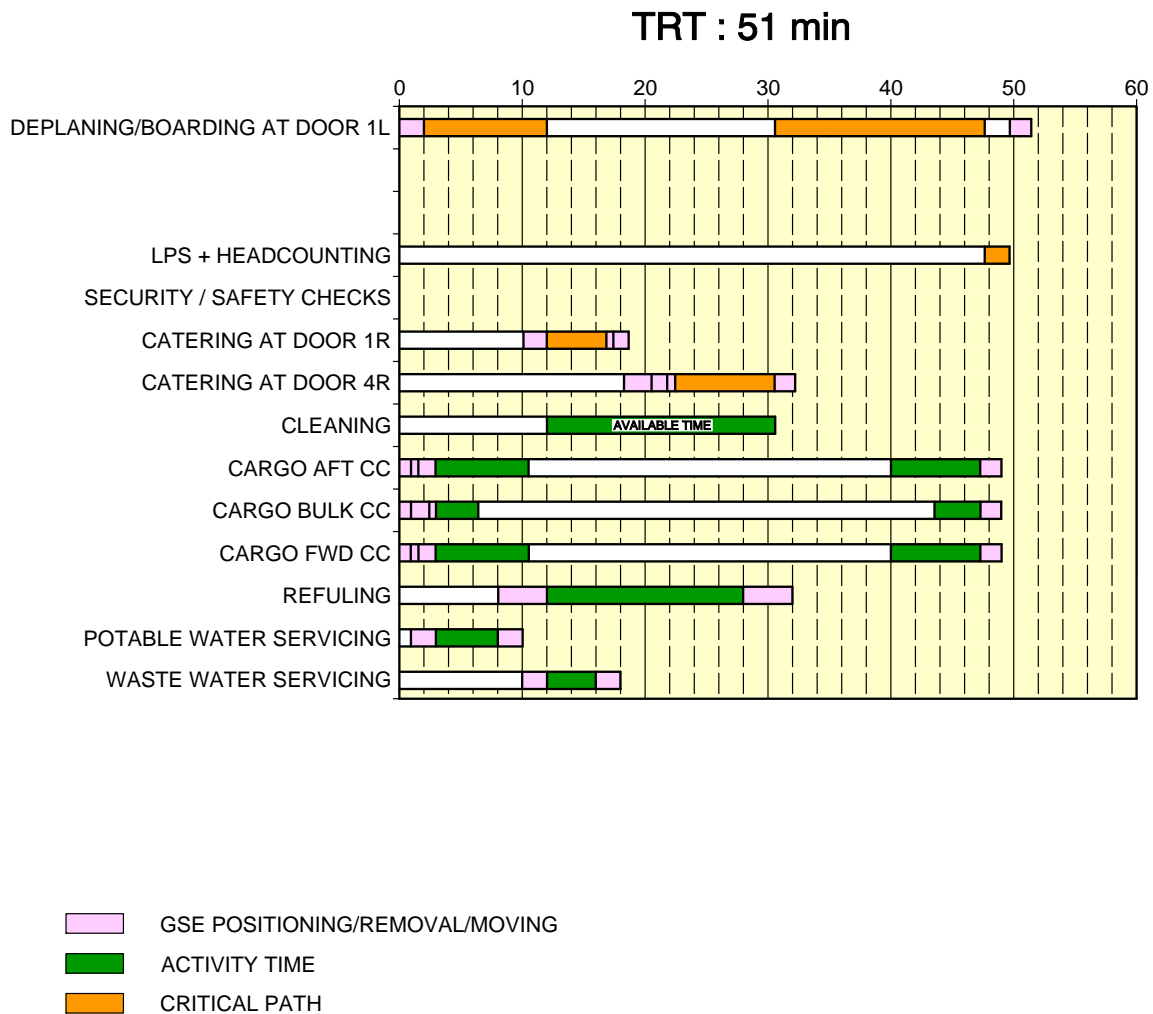 TRT : 51 min
0 10 20 30 40 50 60
DEPLANING/BOARDING AT DOOR 1L
LPS + HEADCOUNTING
SECURITY / SAFETY CHECKS
CATERING AT DOOR 1R
CATERING AT DOOR 4R
CLEANING AVAILABLE TIME
CARGO AFT CC
CARGO BULK CC
CARGO FWD CC
REFULING
POTABLE WATER SERVICING
WASTE WATER SERVICING
GSE POSITIONING/REMOVAL/MOVING
ACTIVITY TIME
CRITICAL PATH